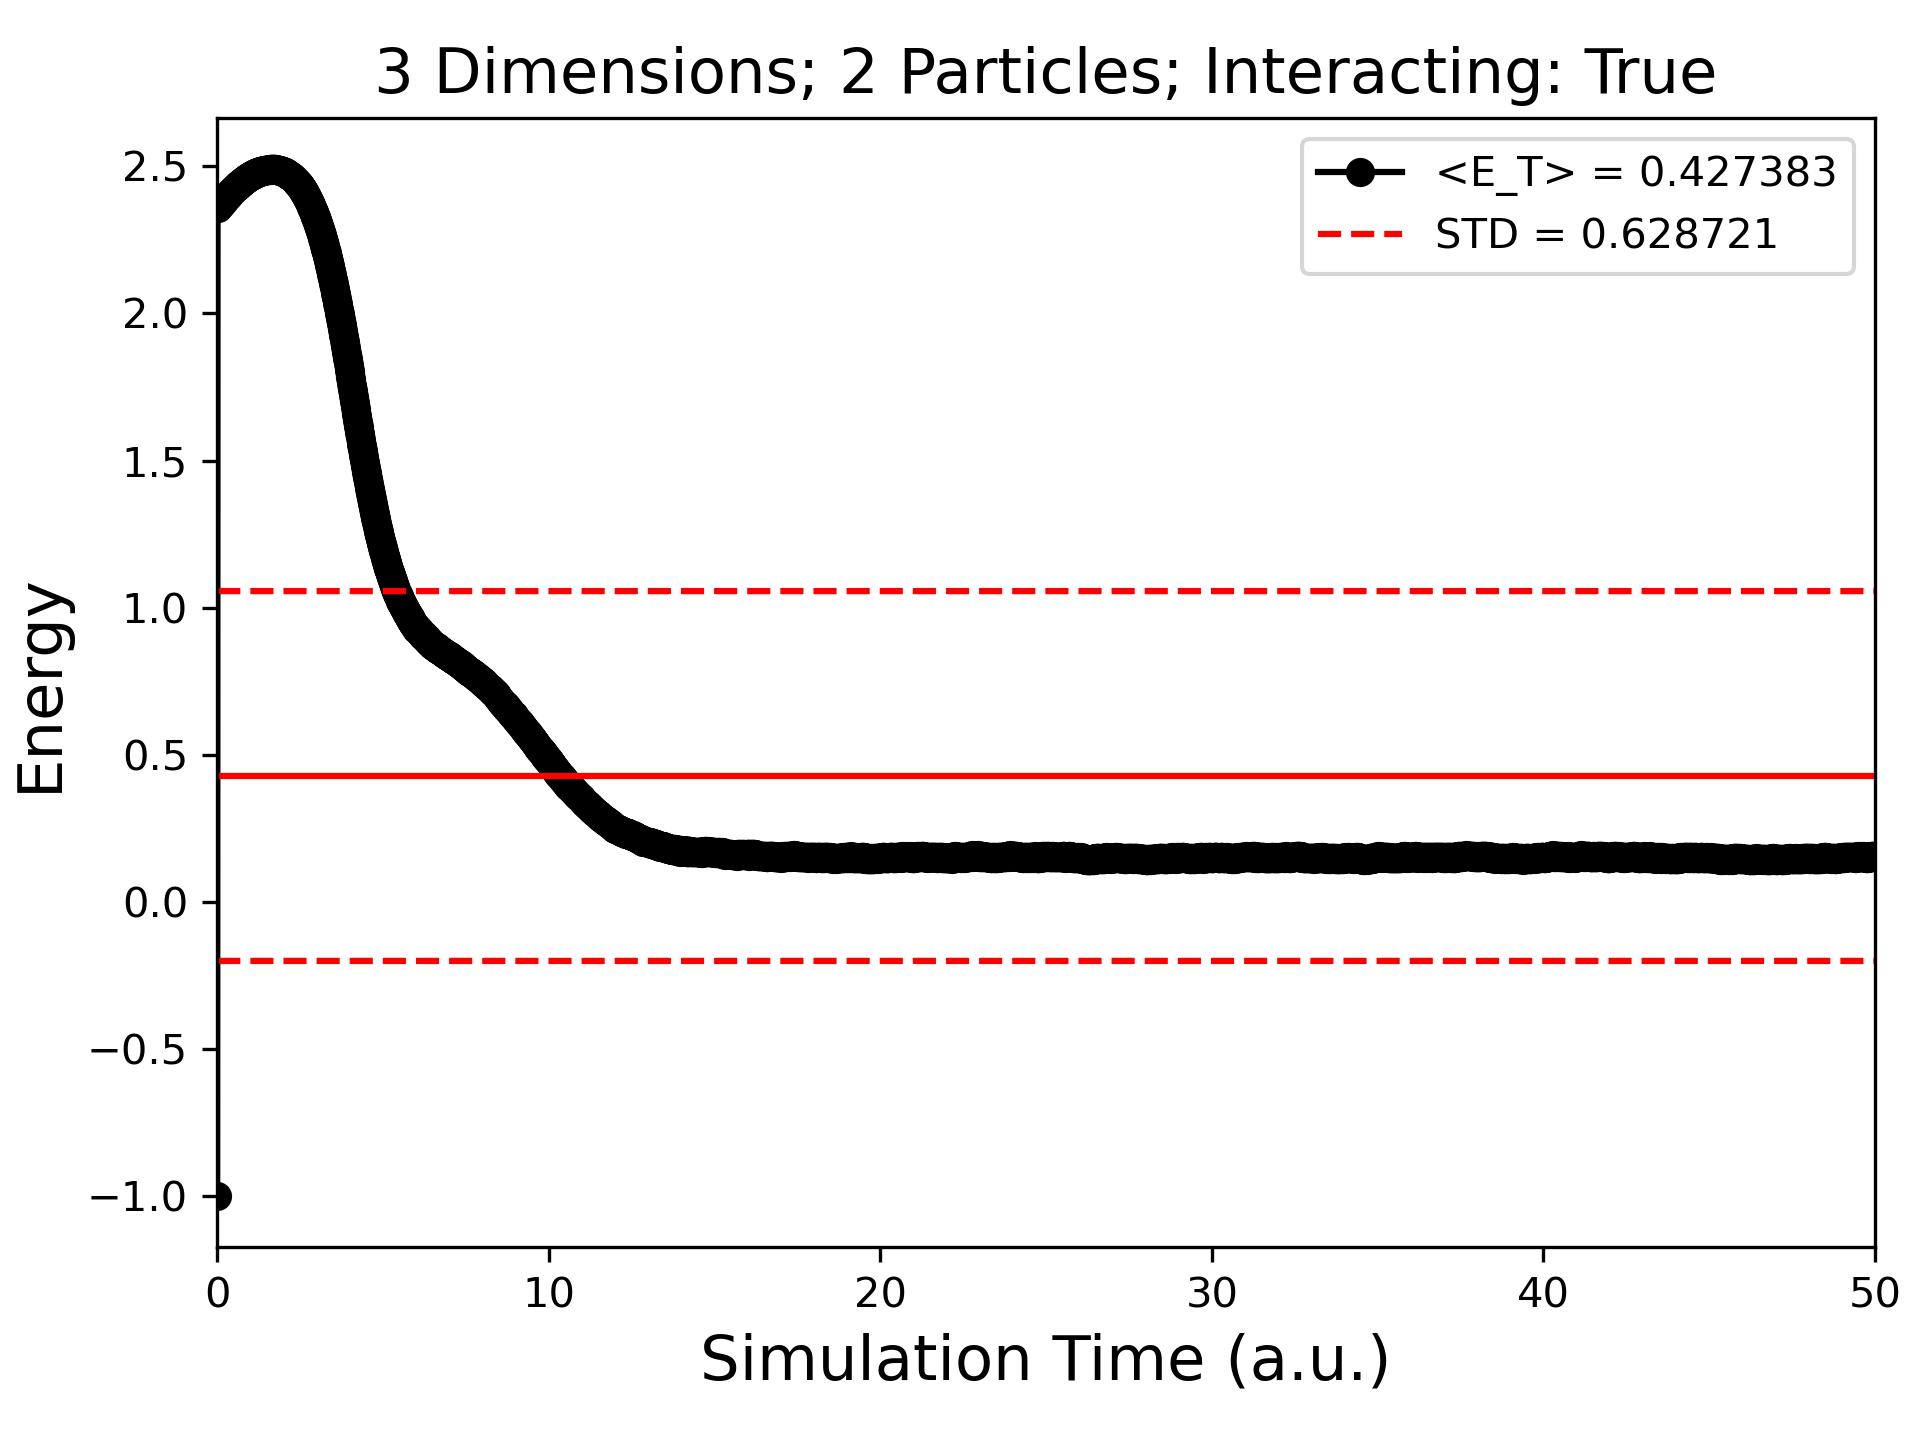 3 Dimensions; 2 Particles; Interacting: True
<E_T> = 0.427383
STD = 0.628721
Energy
2.5
2.0
1.5
1.0
0.5
0.0
−0.5
−1.0
0 10 20 30 40 50
Simulation Time (a.u.)